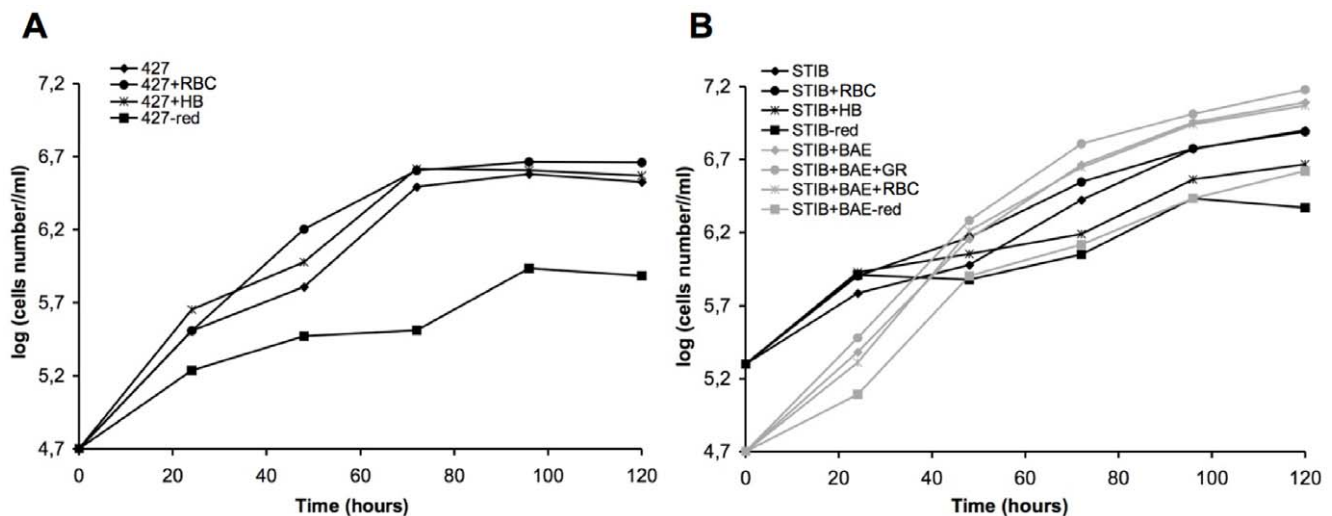 A
427
427+RBC
427+HB
427-red
7,2
6,7
6,2
5,7
5,2
4,7
log (cells number//ml)
0
20
40
60
80
100
120
Time (hours)
B
STIB
STIB+RBC
STIB+HB
STIB-red
STIB+BAE
STIB+BAE+GR
STIB+BAE+RBC
STIB+BAE-red
7,2
6,7
6,2
5,7
5,2
4,7
log (cells number//ml)
0
20
40
60
80
100
120
Time (hours)